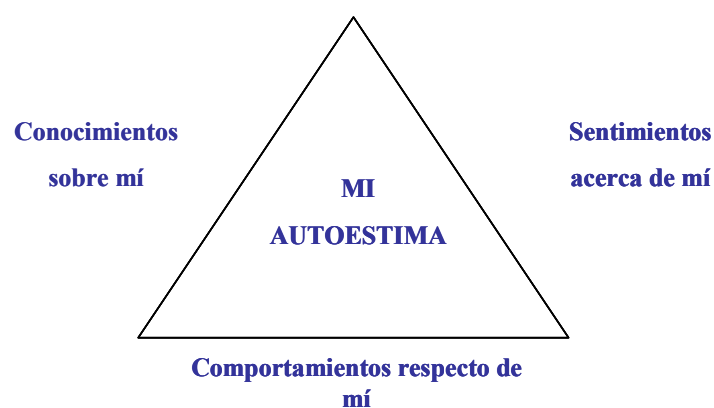 Conocimientos
sobre mí
Sentimientos
acerca de mí
MI
AUTOESTIMA
Comportamientos respecto de
mí